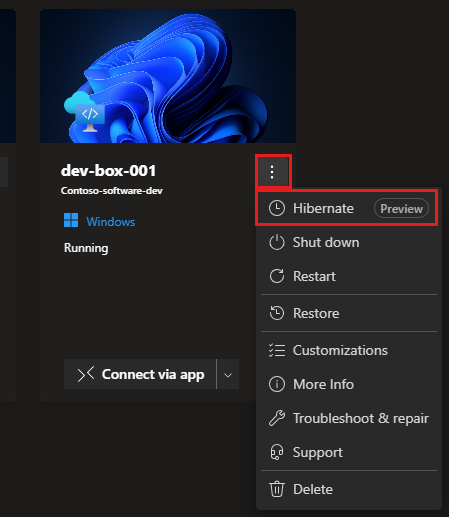 dev-box-001
Contoso-software-dev
Windows
Running
Connect via app
Hibernate Preview
Shut down
Restart
Restore
Customizations
More Info
Troubleshoot & repair
Support
Delete